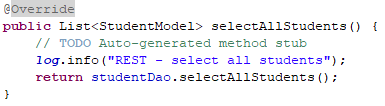 @Override
public List<StudentModel> selectAllStudents() {
    // TODO Auto-generated method stub
    log.info("REST - select all students");
    return studentDao.selectAllStudents();
}